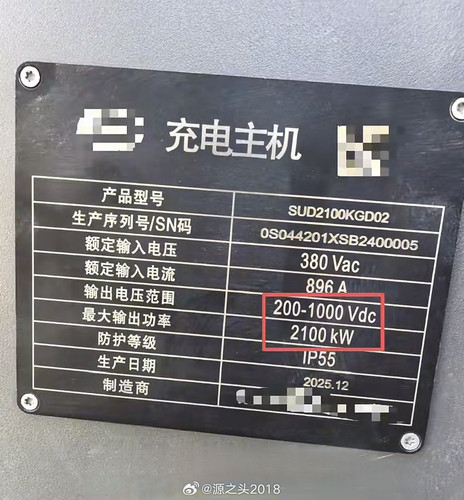 充电主机
产品型号 SUD2100KGD02
生产序列号/SN码 0S044201XSB2400005
额定输入电压 380 Vac
额定输入电流 896 A
输出电压范围 200-1000 Vdc
最大输出功率 2100 kW
防护等级 IP55
生产日期 2025.12
制造商
@源之头2018